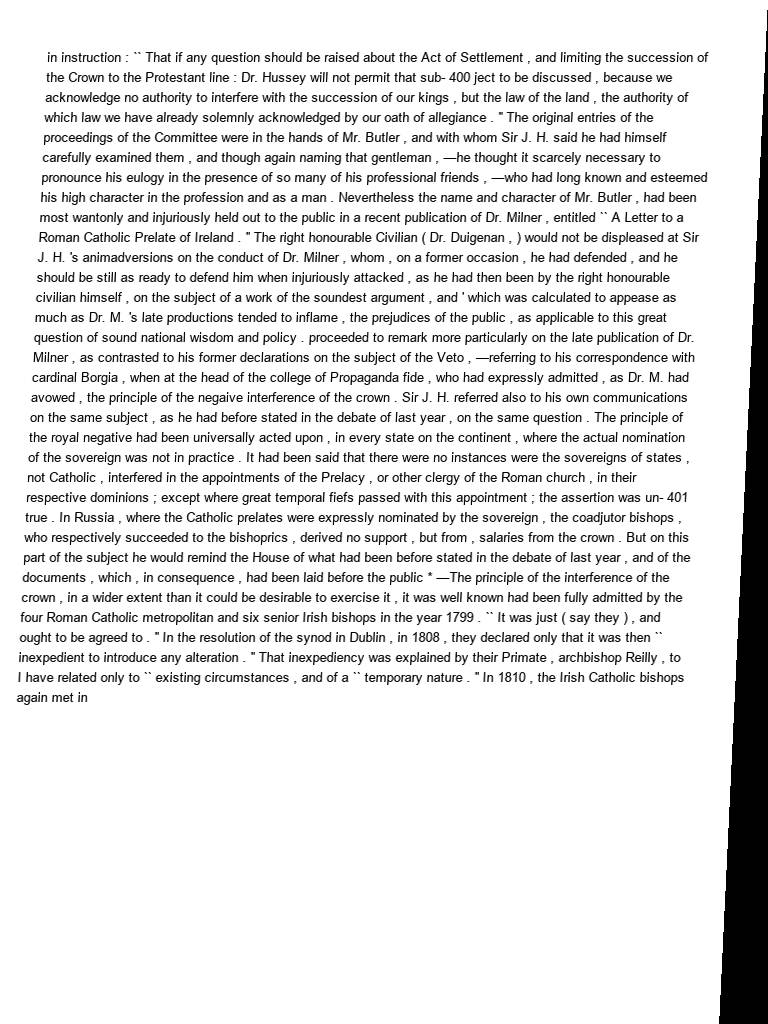 in instruction : `` That if any question should be raised about the Act of Settlement , and limiting the succession of
the Crown to the Protestant line : Dr. Hussey will not permit that sub- 400 ject to be discussed , because we
acknowledge no authority to interfere with the succession of our kings , but the law of the land , the authority of
which law we have already solemnly acknowledged by our oath of allegiance . '' The original entries of the
proceedings of the Committee were in the hands of Mr. Butler , and with whom Sir J. H. said he had himself
carefully examined them , and though again naming that gentleman , —he thought it scarcely necessary to
pronounce his eulogy in the presence of so many of his professional friends , —who had long known and esteemed
his high character in the profession and as a man . Nevertheless the name and character of Mr. Butler , had been
most wantonly and injuriously held out to the public in a recent publication of Dr. Milner , entitled `` A Letter to a
Roman Catholic Prelate of Ireland . '' The right honourable Civilian ( Dr. Duigenan , ) would not be displeased at Sir
J. H. 's animadversions on the conduct of Dr. Milner , whom , on a former occasion , he had defended , and he
should be still as ready to defend him when injuriously attacked , as he had then been by the right honourable
civilian himself , on the subject of a work of the soundest argument , and ' which was calculated to appease as
much as Dr. M. 's late productions tended to inflame , the prejudices of the public , as applicable to this great
question of sound national wisdom and policy . proceeded to remark more particularly on the late publication of Dr.
Milner , as contrasted to his former declarations on the subject of the Veto , —referring to his correspondence with
cardinal Borgia , when at the head of the college of Propaganda fide , who had expressly admitted , as Dr. M. had
avowed , the principle of the negaive interference of the crown . Sir J. H. referred also to his own communications
on the same subject , as he had before stated in the debate of last year , on the same question . The principle of
the royal negative had been universally acted upon , in every state on the continent , where the actual nomination
of the sovereign was not in practice . It had been said that there were no instances were the sovereigns of states ,
not Catholic , interfered in the appointments of the Prelacy , or other clergy of the Roman church , in their
respective dominions ; except where great temporal fiefs passed with this appointment ; the assertion was un- 401
true . In Russia , where the Catholic prelates were expressly nominated by the sovereign , the coadjutor bishops ,
who respectively succeeded to the bishoprics , derived no support , but from , salaries from the crown . But on this
part of the subject he would remind the House of what had been before stated in the debate of last year , and of the
documents , which , in consequence , had been laid before the public * —The principle of the interference of the
crown , in a wider extent than it could be desirable to exercise it , it was well known had been fully admitted by the
four Roman Catholic metropolitan and six senior Irish bishops in the year 1799 . `` It was just ( say they ) , and
ought to be agreed to . '' In the resolution of the synod in Dublin , in 1808 , they declared only that it was then ``
inexpedient to introduce any alteration . '' That inexpediency was explained by their Primate , archbishop Reilly , to
I have related only to `` existing circumstances , and of a `` temporary nature . '' In 1810 , the Irish Catholic bishops
again met in